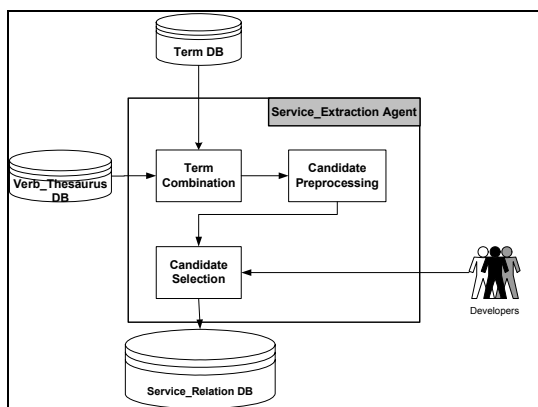 Term DB
Service_Extraction Agent
Verb_Thesaurus
DB
Term
Combination
Candidate
Preprocessing
Candidate
Selection
Developers
Service_Relation DB